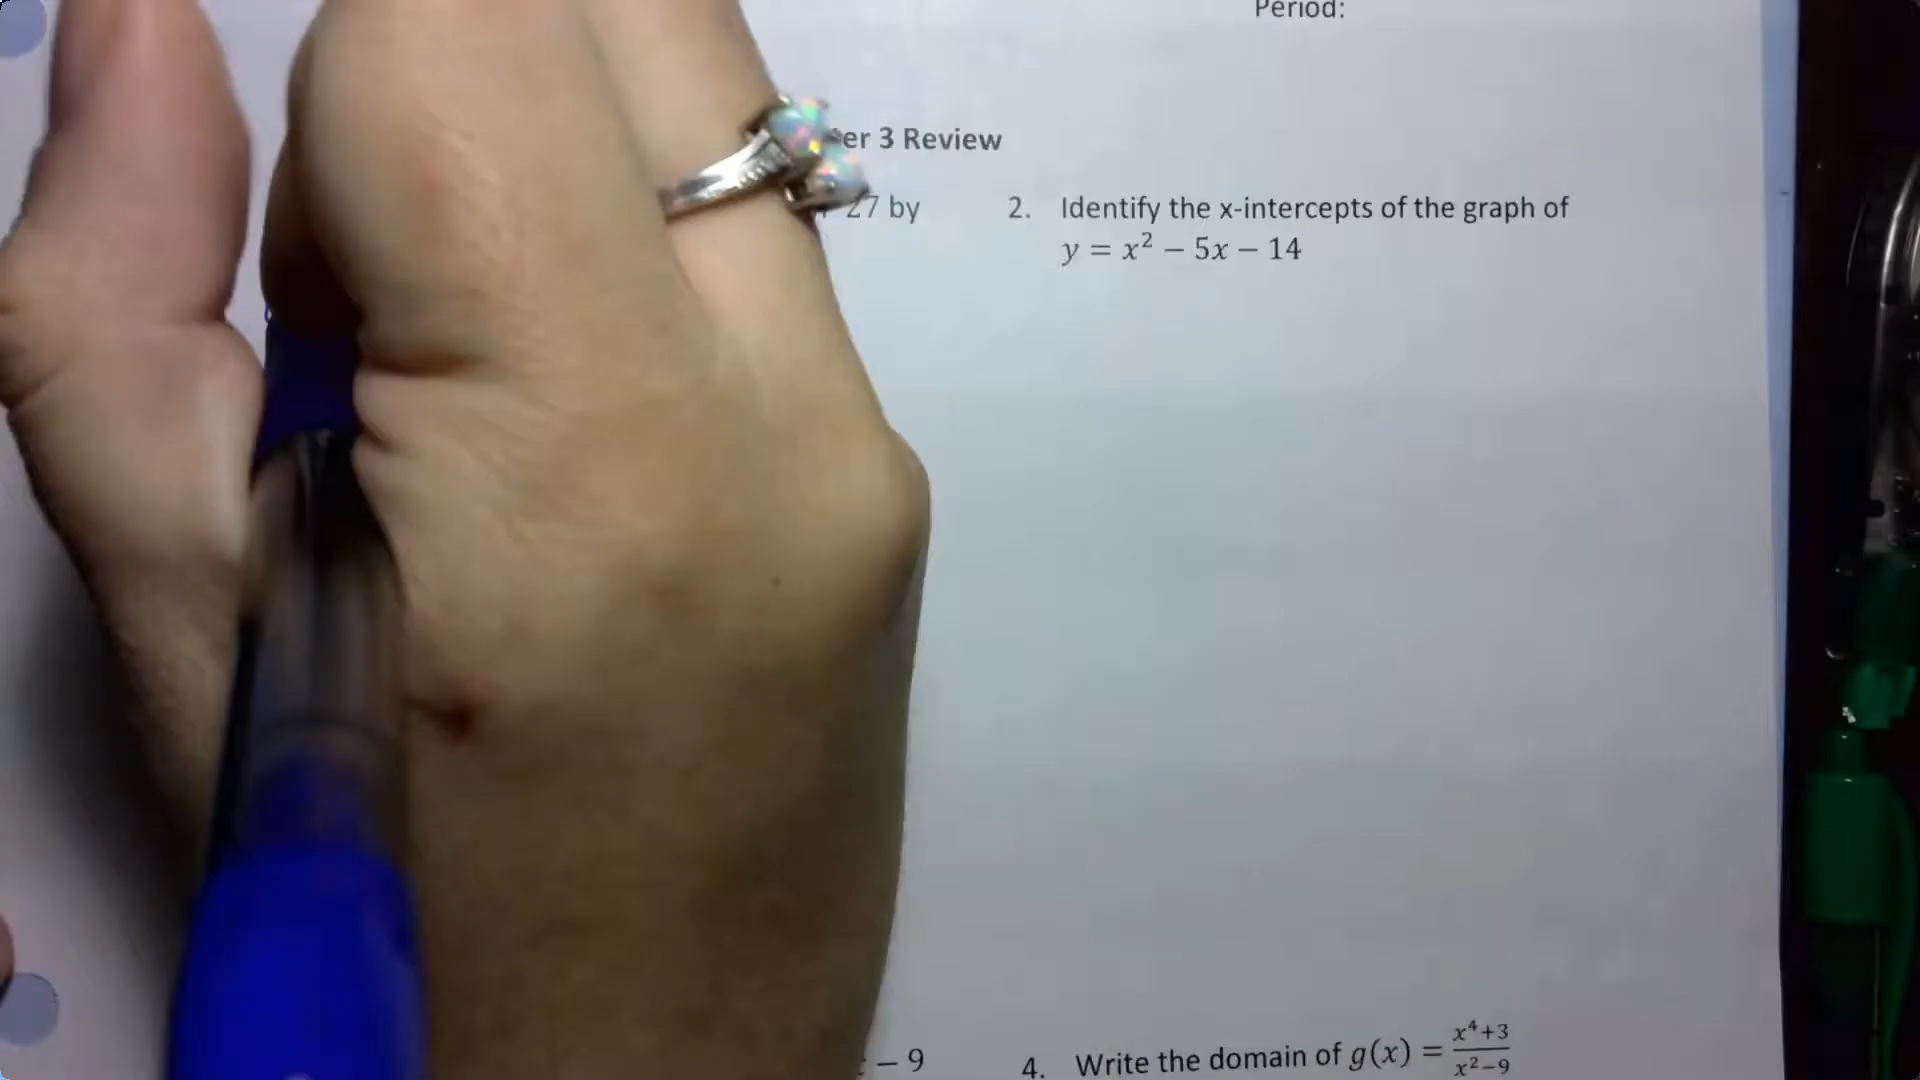 Period:
er 3 Review
27 by
2. Identify the x-intercepts of the graph of
y = x² − 5x − 14
− 9
4. Write the domain of g(x) = \frac{x⁴+3}{x²−9}